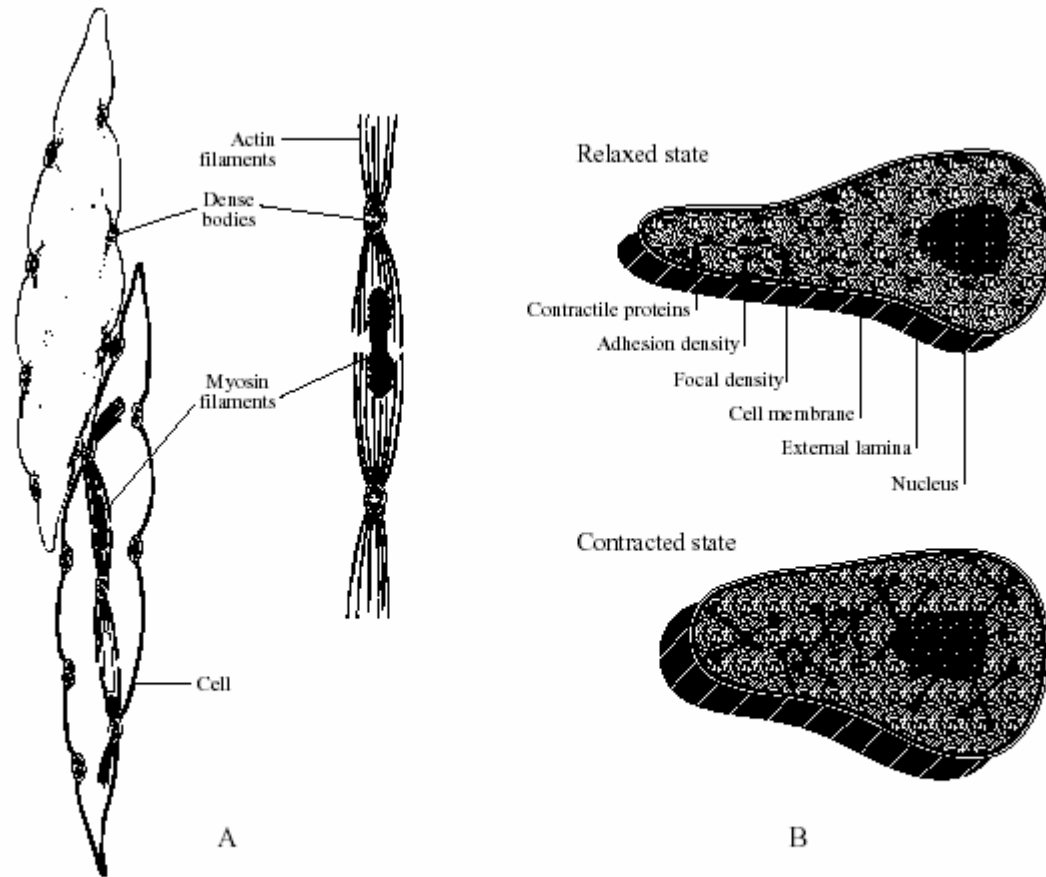 Actin
filaments
Dense
bodies
Myosin
filaments
Cell
A
Relaxed state
Contractile proteins
Adhesion density
Focal density
Cell membrane
External lamina
Nucleus
Contracted state
B